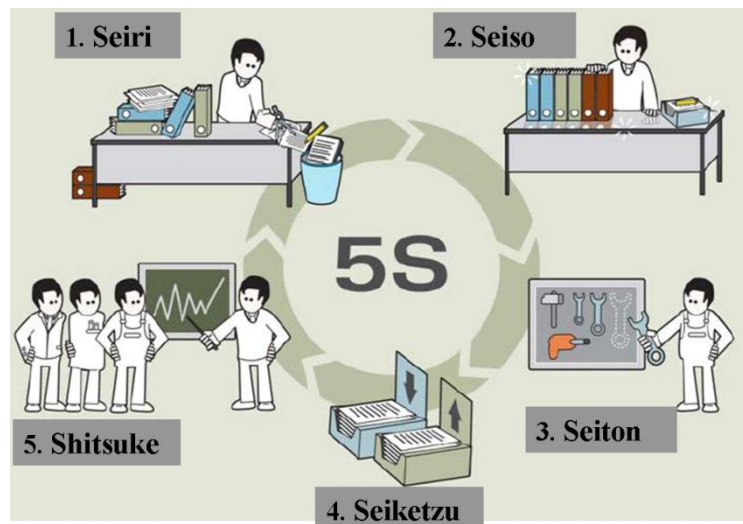 1. Seiri
2. Seiso
5S
3. Seiton
4. Seiketzu
5. Shitsuke